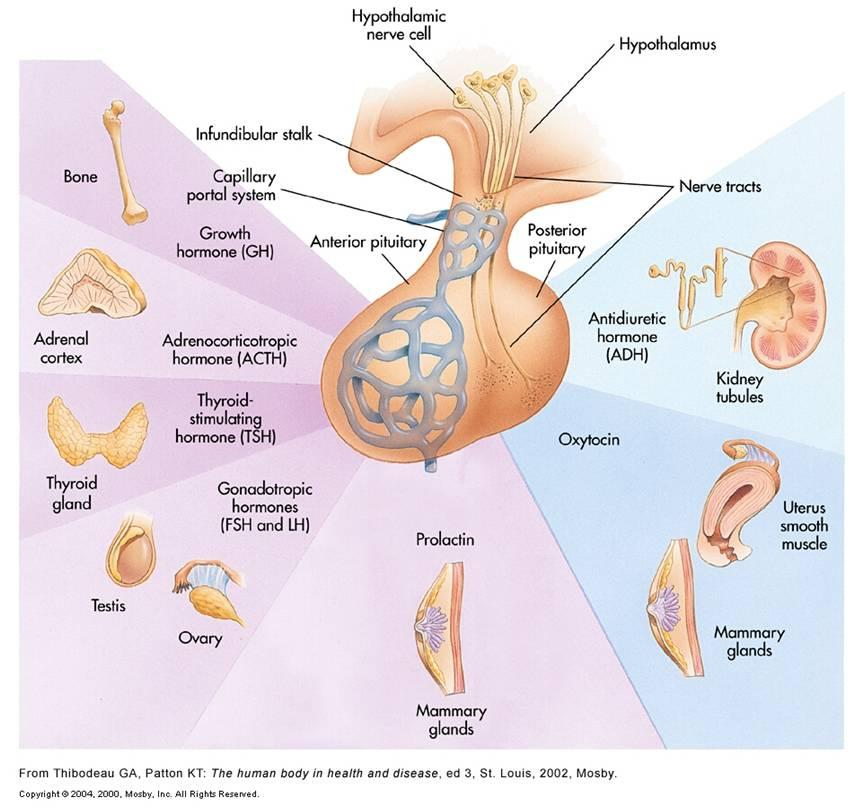 Hypothalamic
nerve cell
Hypothalamus
Infundibular stalk
Bone
Capillary
portal system
Nerve tracts
Growth
hormone (GH)
Anterior pituitary
Posterior
pituitary
Adrenal
cortex
Adrenocorticotropic
hormone (ACTH)
Antidiuretic
hormone
(ADH)
Kidney
tubules
Thyroid-
stimulating
hormone (TSH)
Oxytocin
Thyroid
gland
Gonadotropic
hormones
(FSH and LH)
Uterus
smooth
muscle
Prolactin
Testis
Ovary
Mammary
glands
Mammary
glands
From Thibodeau GA, Patton KT: The human body in health and disease, ed 3, St. Louis, 2002, Mosby.
Copyright © 2004, 2000, Mosby, Inc. All Rights Reserved.